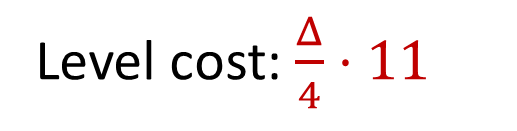 Level cost: Δ/4 · 11